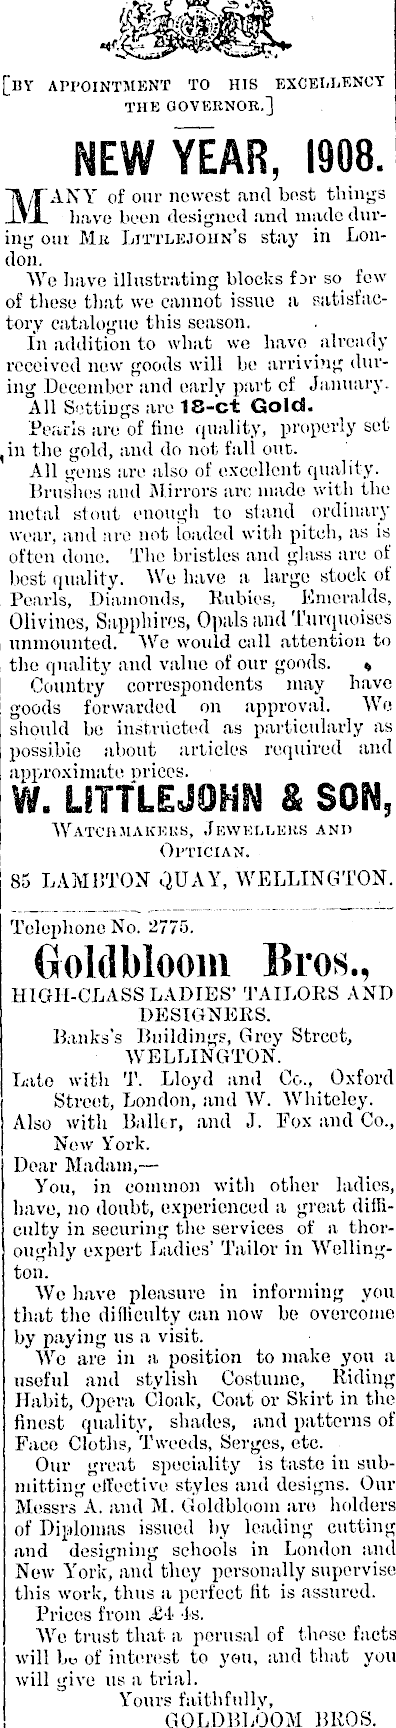 [BY APPOINTMENT TO HIS EXCELLENCY
THE GOVERNOR.]
NEW YEAR, 1908.
MANY of our newest and best things
have been designed and made dur-
ing our MR LITTLEJOHN'S stay in Lon-
don.
We have illustrating blocks for so few
of these that we cannot issue a satisfac-
tory catalogue this season.
In addition to what we have already
received new goods will be arriving dur-
ing December and early part of January.
All Settings are 18-ct Gold.
Pearls are of fine quality, properly set
in the gold, and do not fall out.
All gems are also of excellent quality.
Brushes and Mirrors are made with the
metal stout enough to stand ordinary
wear, and are not loaded with pitch, as is
often done. The bristles and glass are of
best quality. We have a large stock of
Pearls, Diamonds, Rubies, Emeralds,
Olivines, Sapphires, Opals and Turquoises
unmounted. We would call attention to
the quality and value of our goods.
Country correspondents may have
goods forwarded on approval. We
should be instructed as particularly as
possible about articles required and
approximate prices.
W. LITTLEJOHN & SON,
WATCHMAKERS, JEWELLERS AND
OPTICIAN.
85 LAMBTON QUAY, WELLINGTON.
Telephone No. 2775.
Goldbloom Bros.,
HIGH-CLASS LADIES' TAILORS AND
DESIGNERS.
Banks's Buildings, Grey Street,
WELLINGTON.
Late with T. Lloyd and Co., Oxford
Street, London, and W. Whiteley.
Also with Baller, and J. Fox and Co.,
New York.
Dear Madam,—
You, in common with other ladies,
have, no doubt, experienced a great diffi-
culty in securing the services of a thor-
oughly expert Ladies' Tailor in Welling-
ton.
We have pleasure in informing you
that the difficulty can now be overcome
by paying us a visit.
We are in a position to make you a
useful and stylish Costume, Riding
Habit, Opera Cloak, Coat or Skirt in the
finest quality, shades, and patterns of
Face Cloths, Tweeds, Serges, etc.
Our great speciality is taste in sub-
mitting effective styles and designs. Our
Messrs A. and M. Goldbloom are holders
of Diplomas issued by leading cutting
and designing schools in London and
New York, and they personally supervise
this work, thus a perfect fit is assured.
Prices from £4 4s.
We trust that a perusal of these facts
will be of interest to you, and that you
will give us a trial.
Yours faithfully,
GOLDBLOOM BROS.